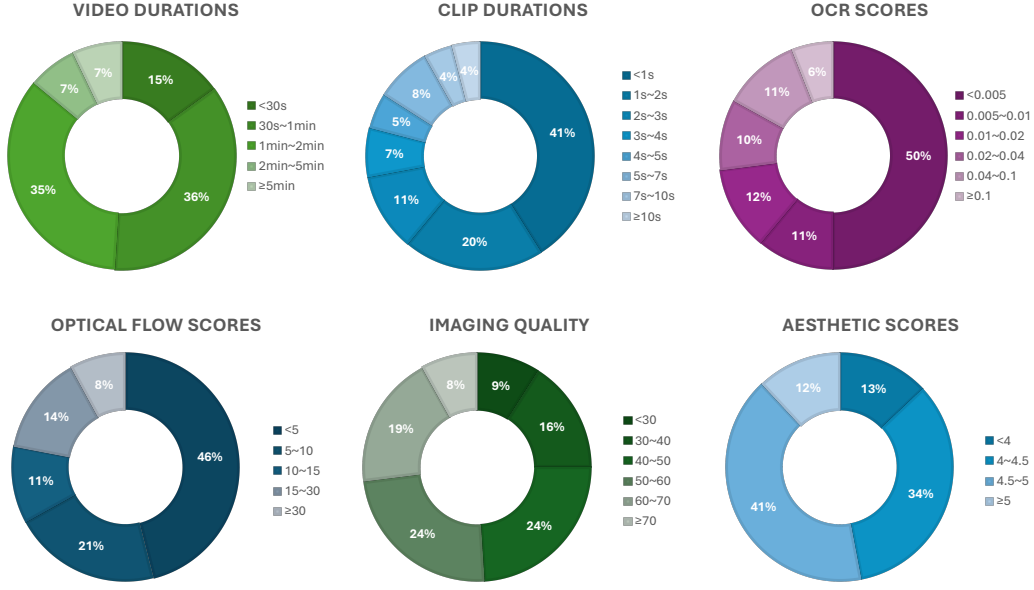 VIDEO DURATIONS
15%
36%
35%
7%
7%
<30s
30s~1min
1min~2min
2min~5min
≥5min
CLIP DURATIONS
41%
20%
11%
7%
5%
8%
4%
4%
<1s
1s~2s
2s~3s
3s~4s
4s~5s
5s~7s
7s~10s
≥10s
OCR SCORES
50%
11%
12%
10%
11%
6%
<0.005
0.005~0.01
0.01~0.02
0.02~0.04
0.04~0.1
≥0.1
OPTICAL FLOW SCORES
46%
21%
11%
14%
8%
<5
5~10
10~15
15~30
≥30
IMAGING QUALITY
9%
16%
24%
24%
19%
8%
<30
30~40
40~50
50~60
60~70
≥70
AESTHETIC SCORES
13%
34%
41%
12%
<4
4~4.5
4.5~5
≥5